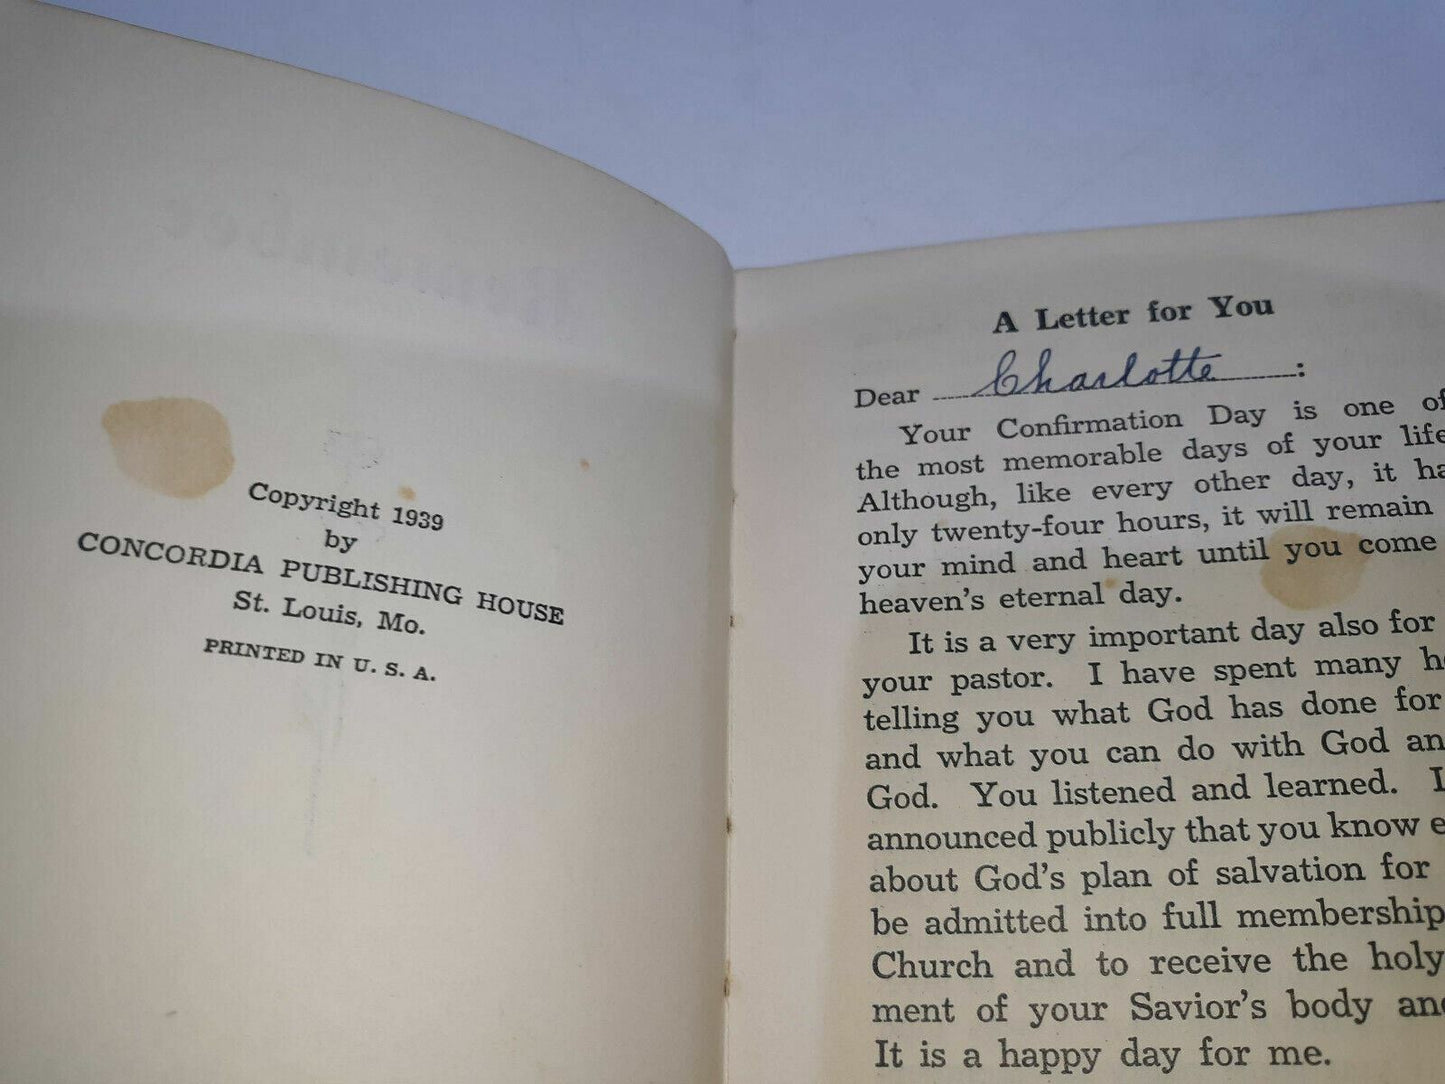 Copyright 1939
by
CONCORDIA PUBLISHING HOUSE
St. Louis, Mo.
PRINTED IN U. S. A.
A Letter for You
Dear Charlotte:
Your Confirmation Day is one of
the most memorable days of your life
Although, like every other day, it ha
only twenty-four hours, it will remain
your mind and heart until you come
heaven's eternal day.
It is a very important day also for
your pastor. I have spent many ho
telling you what God has done for
and what you can do with God an
God. You listened and learned. I
announced publicly that you know e
about God's plan of salvation for
be admitted into full membership
Church and to receive the holy
ment of your Savior's body and
It is a happy day for me.